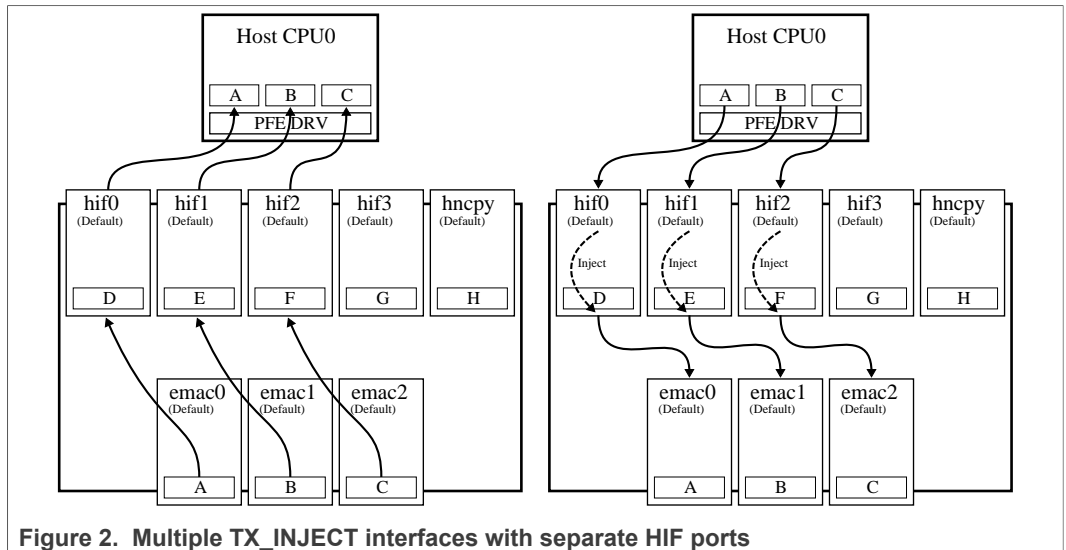 Host CPU0 Host CPU0
A B C A B C
PFE DRV PFE DRV
hif0 hif1 hif2 hif3 hncpy hif0 hif1 hif2 hif3 hncpy
(Default) (Default) (Default) (Default) (Default) (Default) (Default) (Default) (Default) (Default)
Inject Inject Inject
D E F G H D E F G H
emac0 emac1 emac2 emac0 emac1 emac2
(Default) (Default) (Default) (Default) (Default) (Default)
A B C A B C
Figure 2. Multiple TX_INJECT interfaces with separate HIF ports